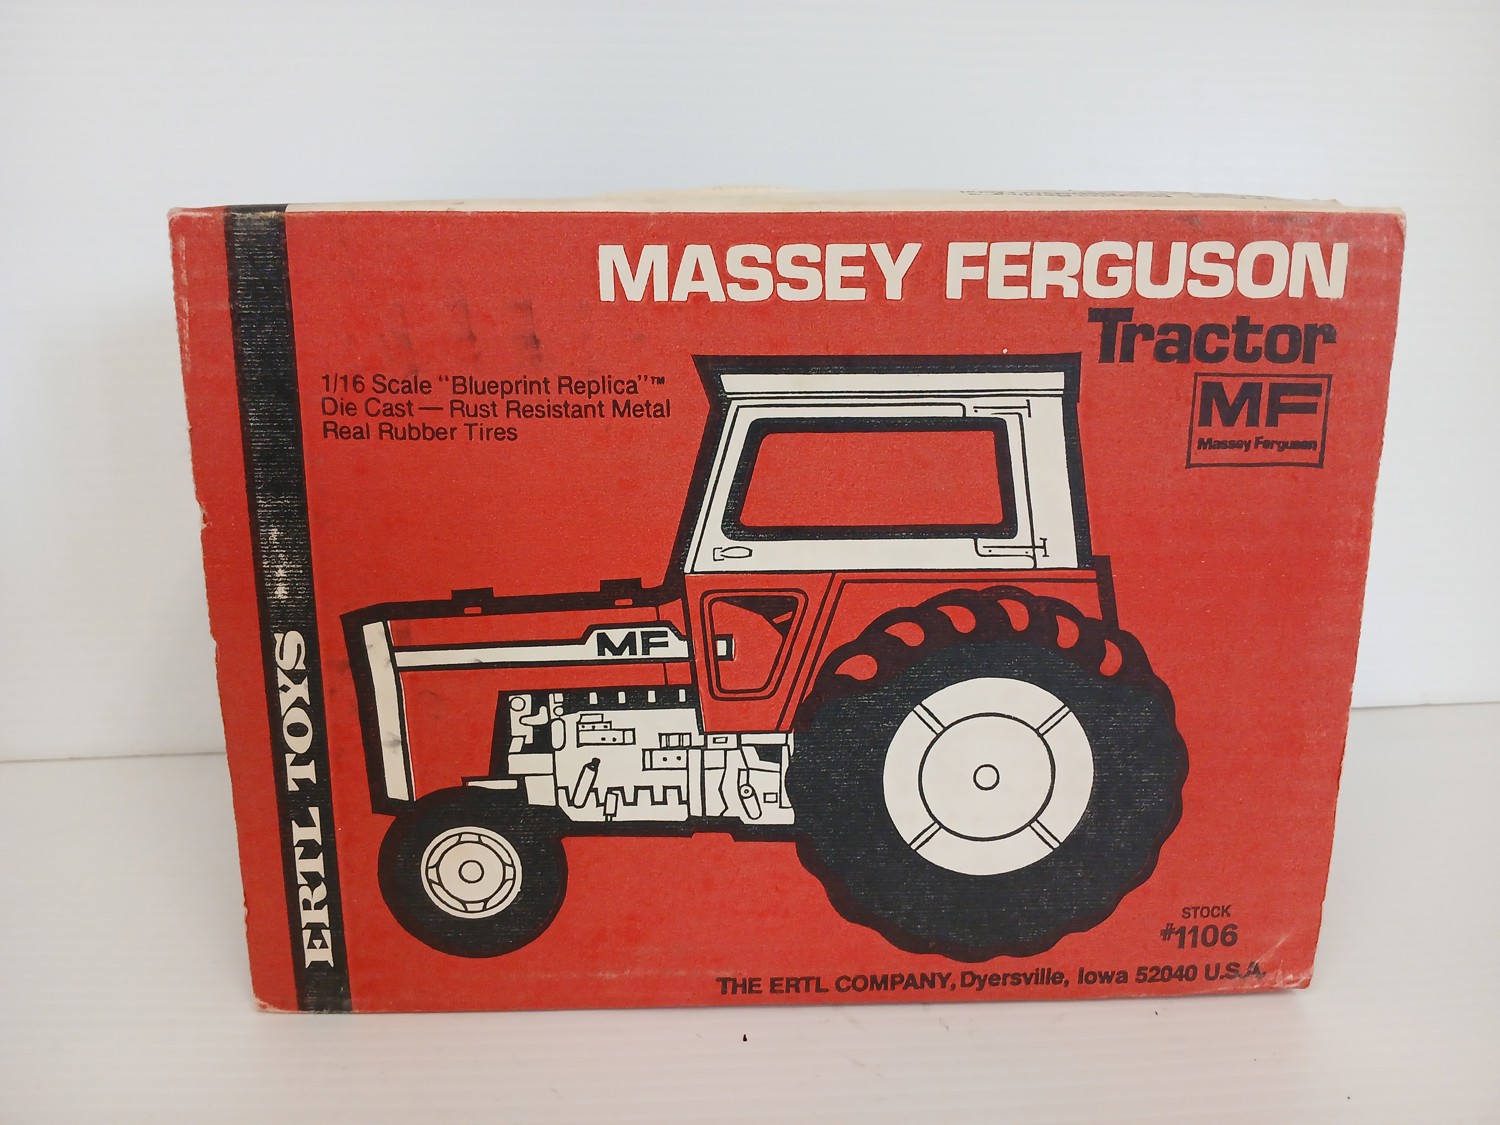 MASSEY FERGUSON
Tractor
MF
Massey Ferguson
1/16 Scale "Blueprint Replica"™
Die Cast — Rust Resistant Metal
Real Rubber Tires
MF
ERTL TOYS
STOCK
#1106
THE ERTL COMPANY, Dyersville, Iowa 52040 U.S.A.